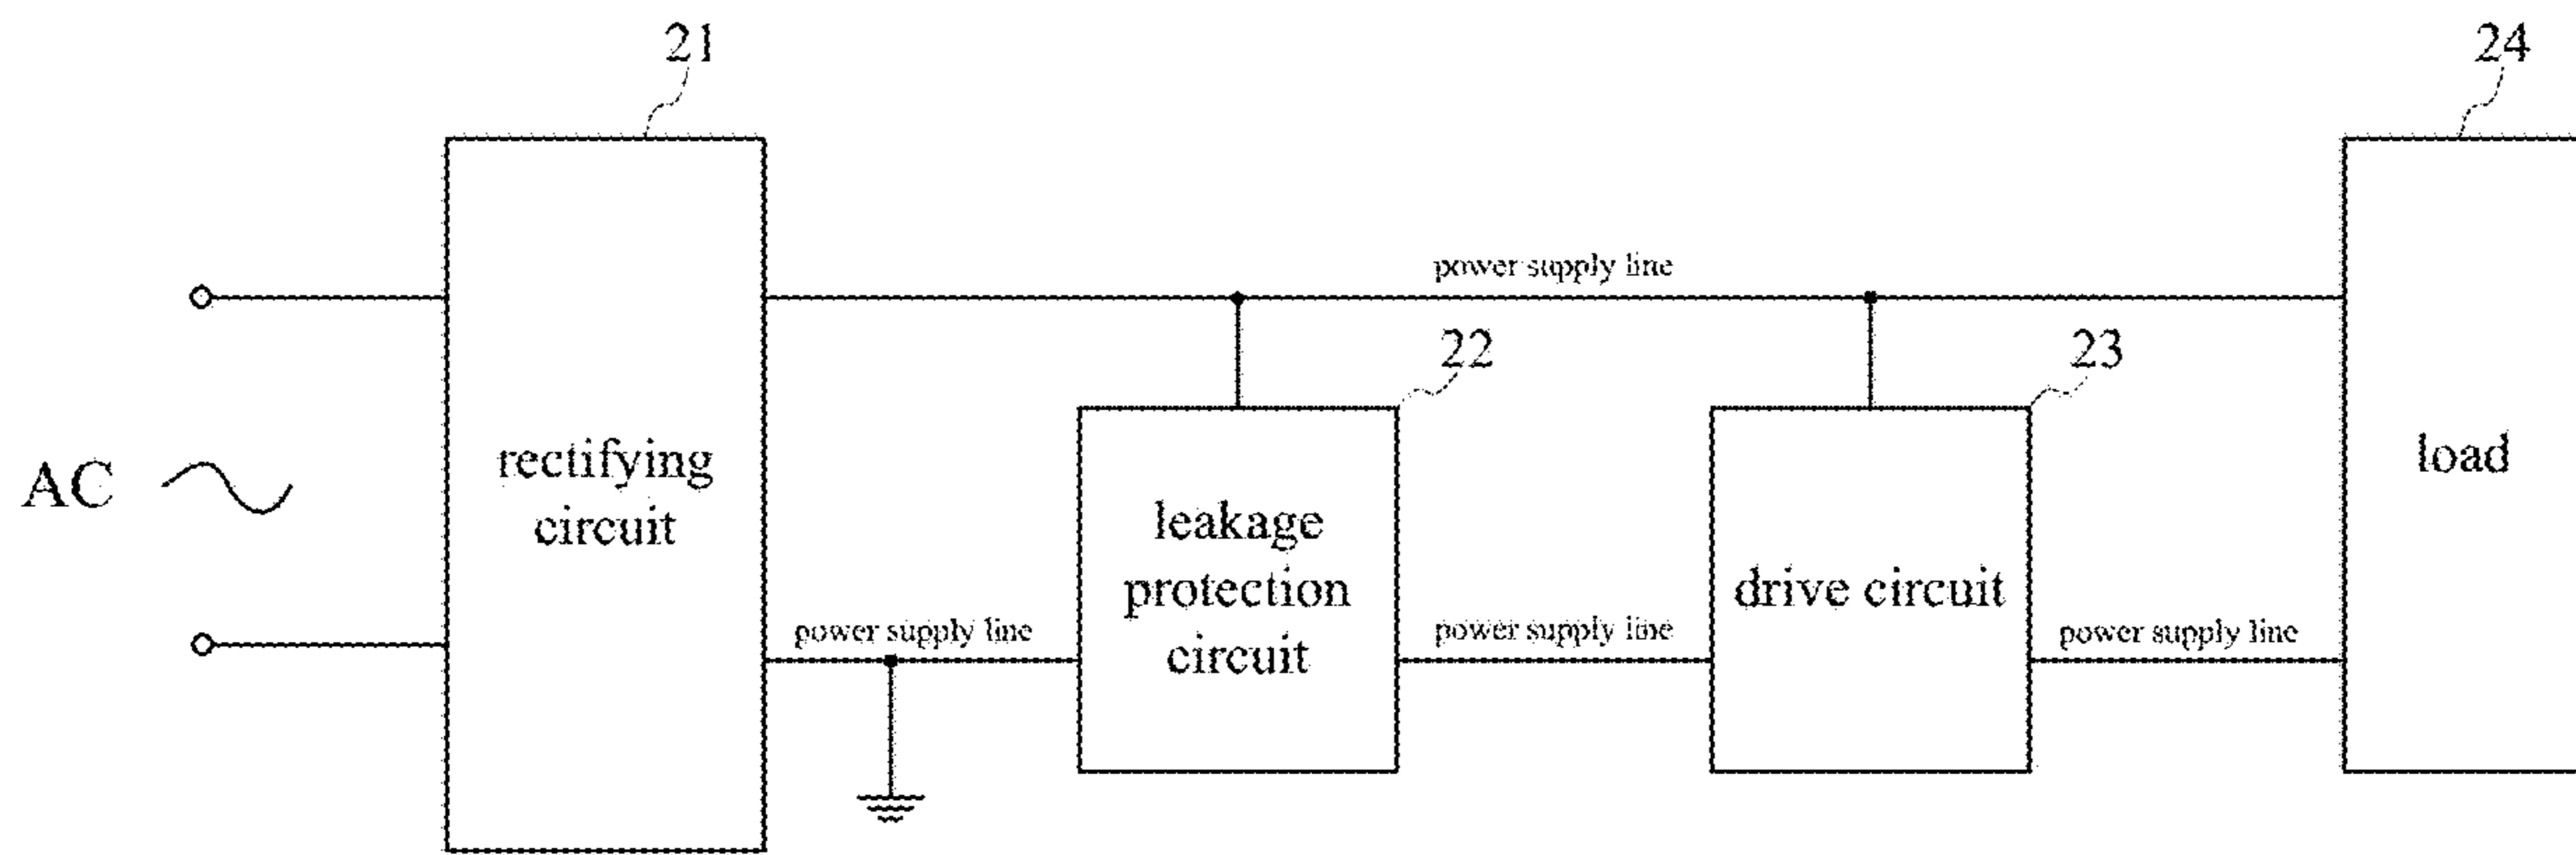 21
24
power supply line
22
23
AC
rectifying
circuit
load
leakage
protection
circuit
drive circuit
power supply line
power supply line
power supply line